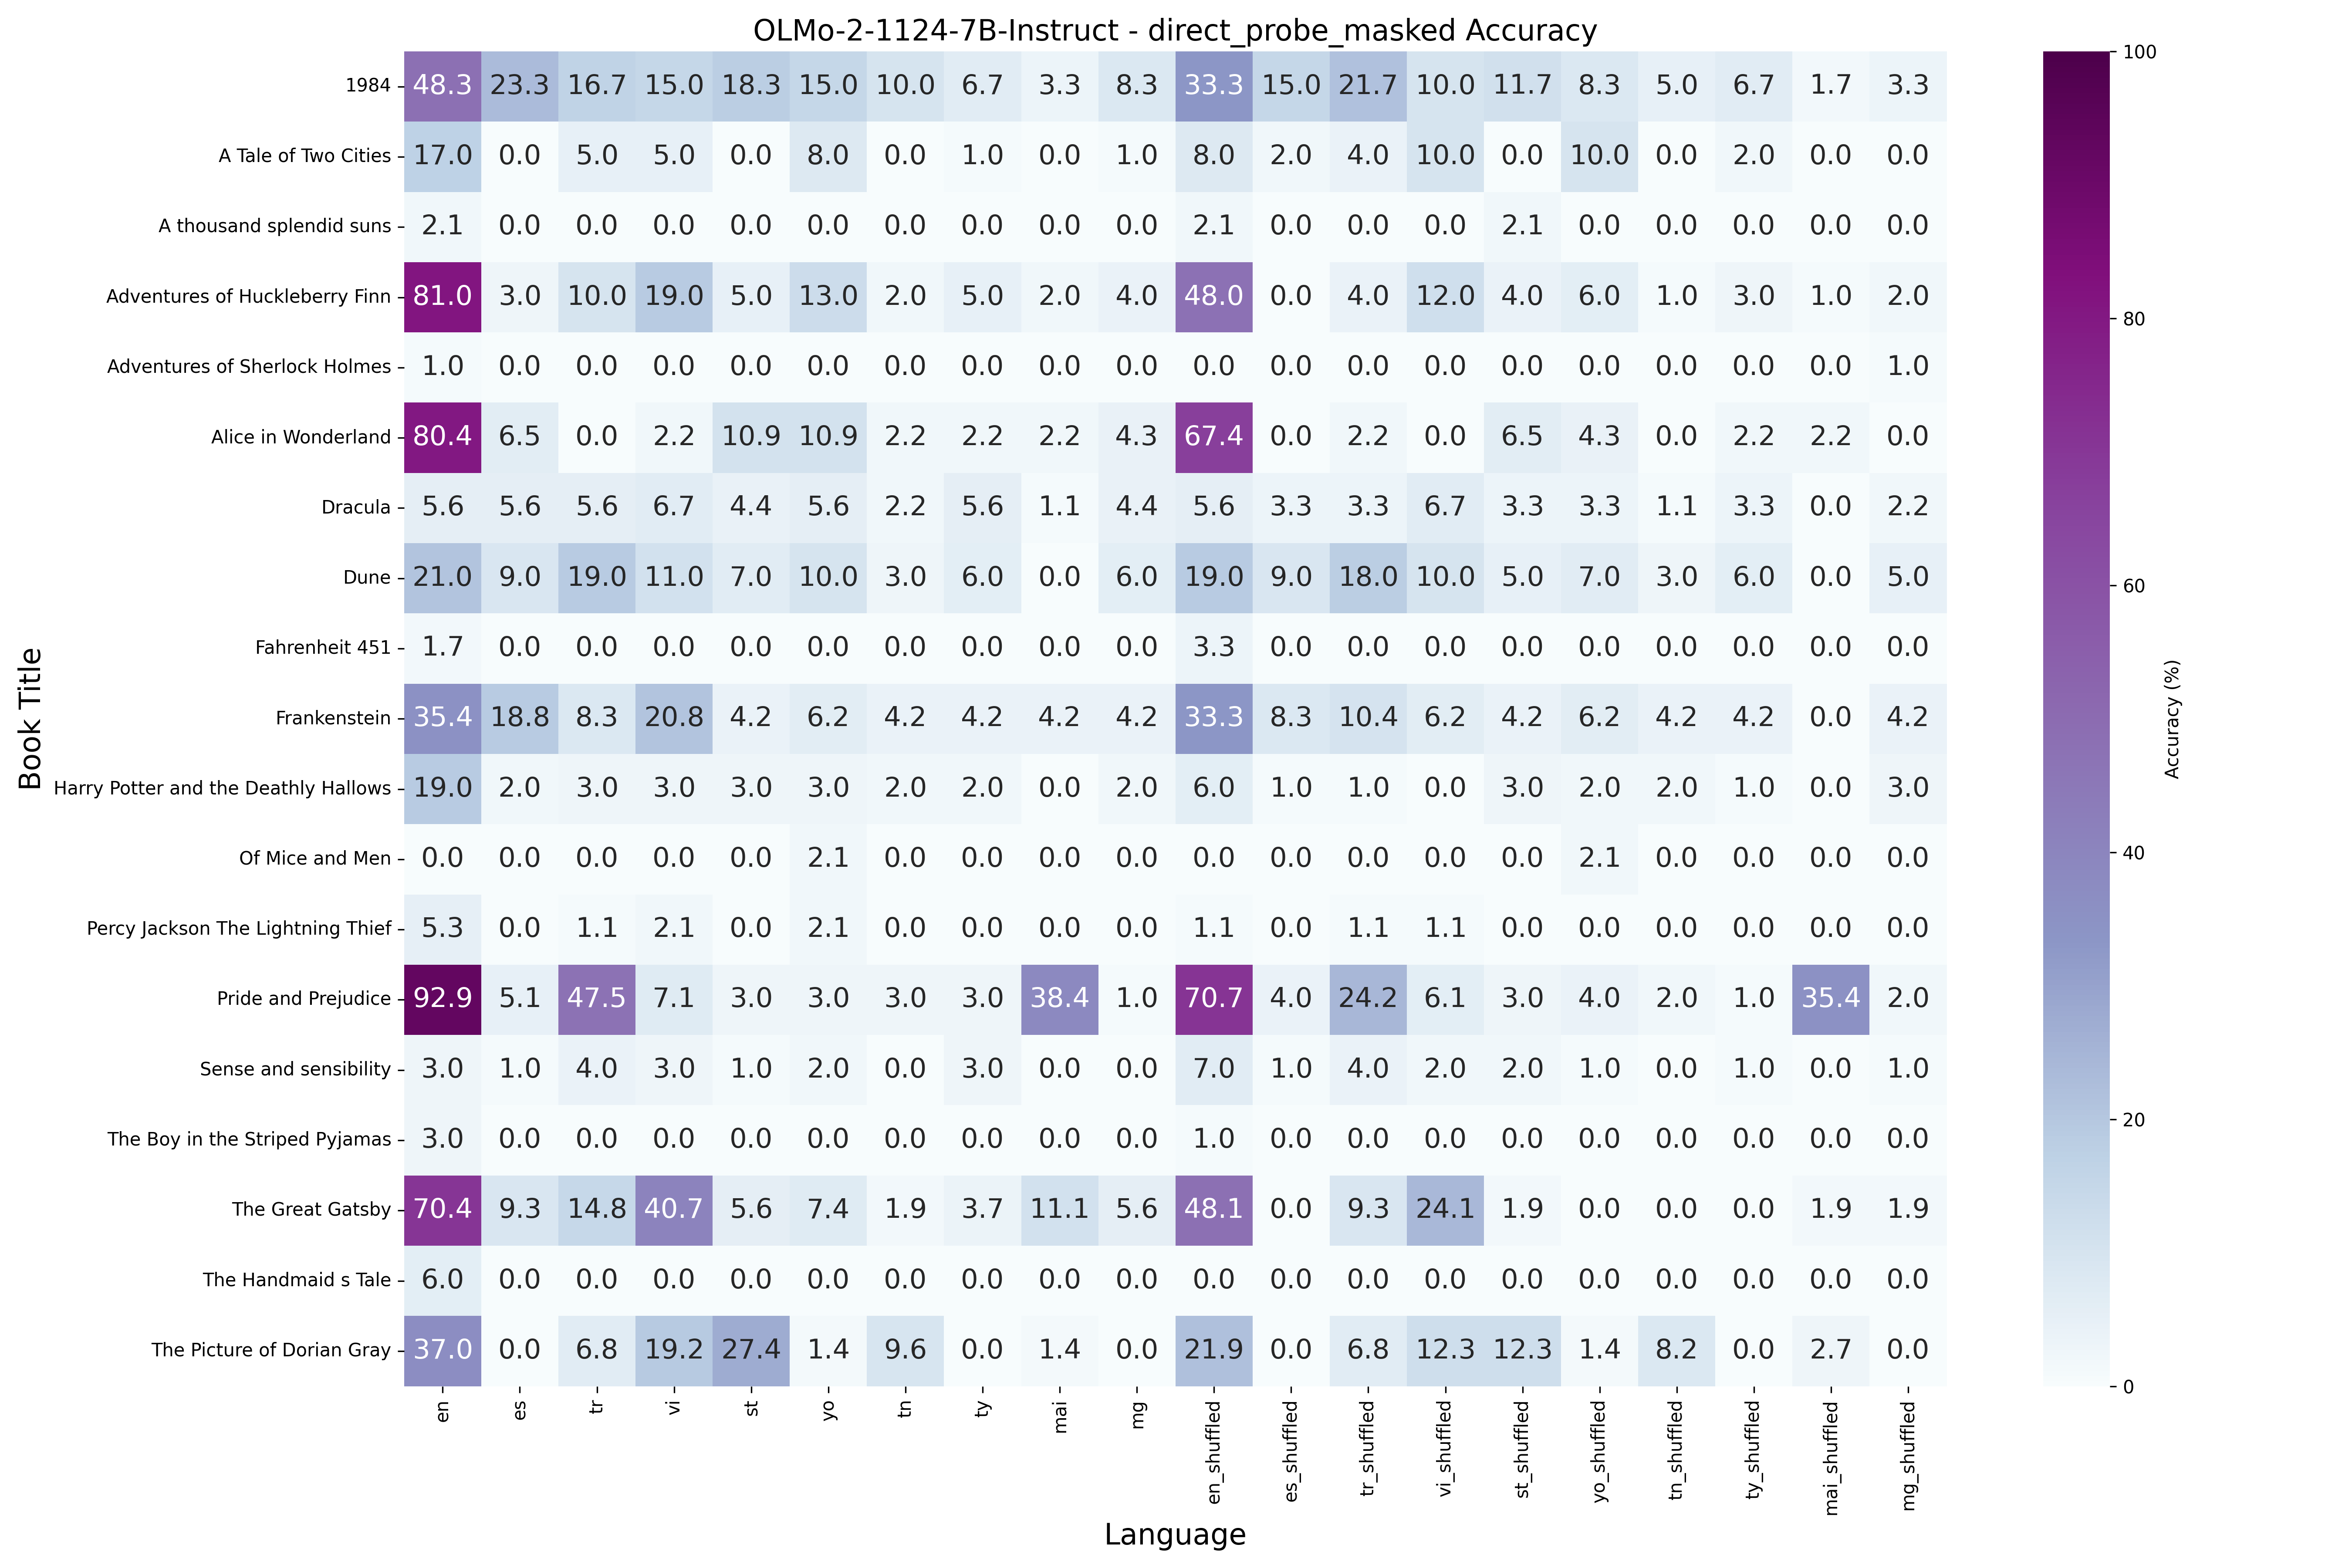 OLMo-2-1124-7B-Instruct - direct_probe_masked Accuracy
Book Title
1984 48.3 23.3 16.7 15.0 18.3 15.0 10.0 6.7 3.3 8.3 33.3 15.0 21.7 10.0 11.7 8.3 5.0 6.7 1.7 3.3
A Tale of Two Cities 17.0 0.0 5.0 5.0 0.0 8.0 0.0 1.0 0.0 1.0 8.0 2.0 4.0 10.0 0.0 10.0 0.0 2.0 0.0 0.0
A thousand splendid suns 2.1 0.0 0.0 0.0 0.0 0.0 0.0 0.0 0.0 0.0 2.1 0.0 0.0 0.0 2.1 0.0 0.0 0.0 0.0 0.0
Adventures of Huckleberry Finn 81.0 3.0 10.0 19.0 5.0 13.0 2.0 5.0 2.0 4.0 48.0 0.0 4.0 12.0 4.0 6.0 1.0 3.0 1.0 2.0
Adventures of Sherlock Holmes 1.0 0.0 0.0 0.0 0.0 0.0 0.0 0.0 0.0 0.0 0.0 0.0 0.0 0.0 0.0 0.0 0.0 0.0 0.0 1.0
Alice in Wonderland 80.4 6.5 0.0 2.2 10.9 10.9 2.2 2.2 2.2 4.3 67.4 0.0 2.2 0.0 6.5 4.3 0.0 2.2 2.2 0.0
Dracula 5.6 5.6 5.6 6.7 4.4 5.6 2.2 5.6 1.1 4.4 5.6 3.3 3.3 6.7 3.3 3.3 1.1 3.3 0.0 2.2
Dune 21.0 9.0 19.0 11.0 7.0 10.0 3.0 6.0 0.0 6.0 19.0 9.0 18.0 10.0 5.0 7.0 3.0 6.0 0.0 5.0
Fahrenheit 451 1.7 0.0 0.0 0.0 0.0 0.0 0.0 0.0 0.0 0.0 3.3 0.0 0.0 0.0 0.0 0.0 0.0 0.0 0.0 0.0
Frankenstein 35.4 18.8 8.3 20.8 4.2 6.2 4.2 4.2 4.2 4.2 33.3 8.3 10.4 6.2 4.2 6.2 4.2 4.2 0.0 4.2
Harry Potter and the Deathly Hallows 19.0 2.0 3.0 3.0 3.0 3.0 2.0 2.0 0.0 2.0 6.0 1.0 1.0 0.0 3.0 2.0 2.0 1.0 0.0 3.0
Of Mice and Men 0.0 0.0 0.0 0.0 0.0 2.1 0.0 0.0 0.0 0.0 0.0 0.0 0.0 0.0 0.0 2.1 0.0 0.0 0.0 0.0
Percy Jackson The Lightning Thief 5.3 0.0 1.1 2.1 0.0 2.1 0.0 0.0 0.0 0.0 1.1 0.0 1.1 1.1 0.0 0.0 0.0 0.0 0.0 0.0
Pride and Prejudice 92.9 5.1 47.5 7.1 3.0 3.0 3.0 3.0 38.4 1.0 70.7 4.0 24.2 6.1 3.0 4.0 2.0 1.0 35.4 2.0
Sense and sensibility 3.0 1.0 4.0 3.0 1.0 2.0 0.0 3.0 0.0 0.0 7.0 1.0 4.0 2.0 2.0 1.0 0.0 1.0 0.0 1.0
The Boy in the Striped Pyjamas 3.0 0.0 0.0 0.0 0.0 0.0 0.0 0.0 0.0 0.0 1.0 0.0 0.0 0.0 0.0 0.0 0.0 0.0 0.0 0.0
The Great Gatsby 70.4 9.3 14.8 40.7 5.6 7.4 1.9 3.7 11.1 5.6 48.1 0.0 9.3 24.1 1.9 0.0 0.0 0.0 1.9 1.9
The Handmaid s Tale 6.0 0.0 0.0 0.0 0.0 0.0 0.0 0.0 0.0 0.0 0.0 0.0 0.0 0.0 0.0 0.0 0.0 0.0 0.0 0.0
The Picture of Dorian Gray 37.0 0.0 6.8 19.2 27.4 1.4 9.6 0.0 1.4 0.0 21.9 0.0 6.8 12.3 12.3 1.4 8.2 0.0 2.7 0.0
en es tr vi st yo tn ty mai mg en_shuffled es_shuffled tr_shuffled vi_shuffled st_shuffled yo_shuffled tn_shuffled ty_shuffled mai_shuffled mg_shuffled
Language
100
80
60
40
20
0
Accuracy (%)